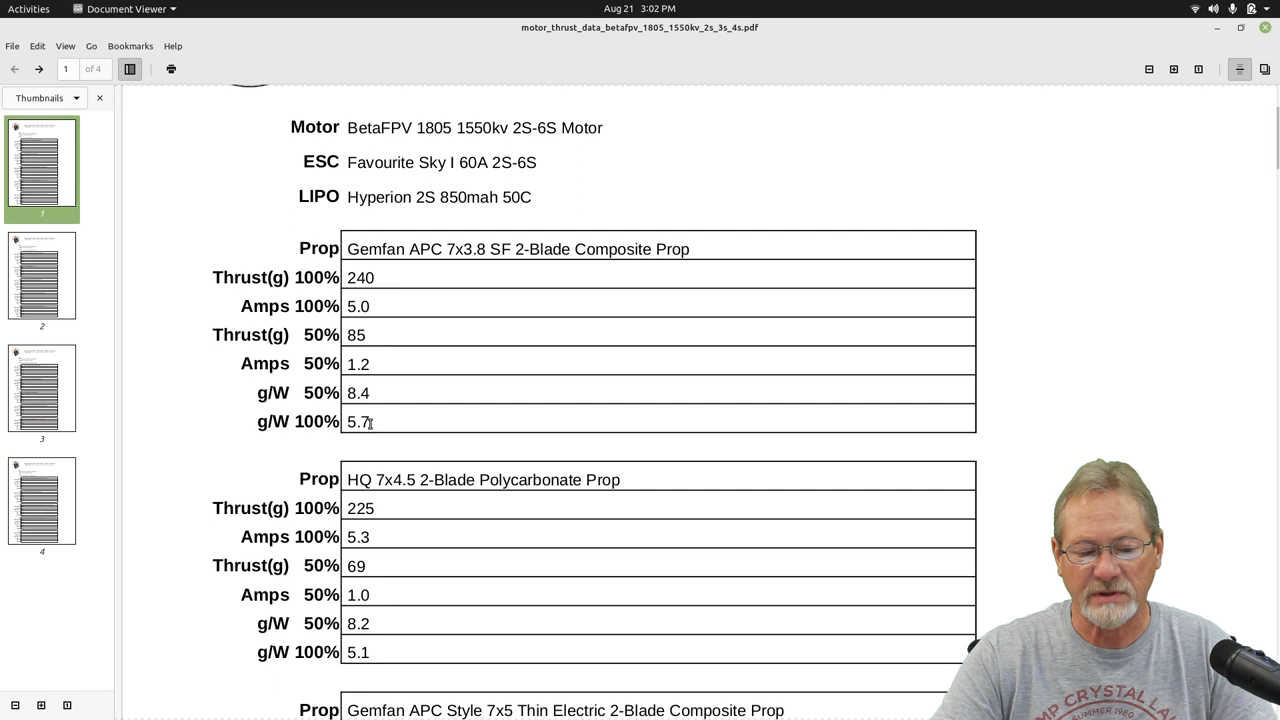 Activities Document Viewer Aug 21 3:02 PM
motor_thrust_data_betafpv_1805_1550kv_2s_3s_4s.pdf
File Edit View Go Bookmarks Help
1 of 4
Thumbnails
1
2
3
4
Motor BetaFPV 1805 1550kv 2S-6S Motor
ESC Favourite Sky I 60A 2S-6S
LIPO Hyperion 2S 850mah 50C
Prop Gemfan APC 7x3.8 SF 2-Blade Composite Prop
Thrust(g) 100% 240
Amps 100% 5.0
Thrust(g) 50% 85
Amps 50% 1.2
g/W 50% 8.4
g/W 100% 5.7
Prop HQ 7x4.5 2-Blade Polycarbonate Prop
Thrust(g) 100% 225
Amps 100% 5.3
Thrust(g) 50% 69
Amps 50% 1.0
g/W 50% 8.2
g/W 100% 5.1
Prop Gemfan APC Style 7x5 Thin Electric 2-Blade Composite Prop
CRYSTAL
SUMMER 1980